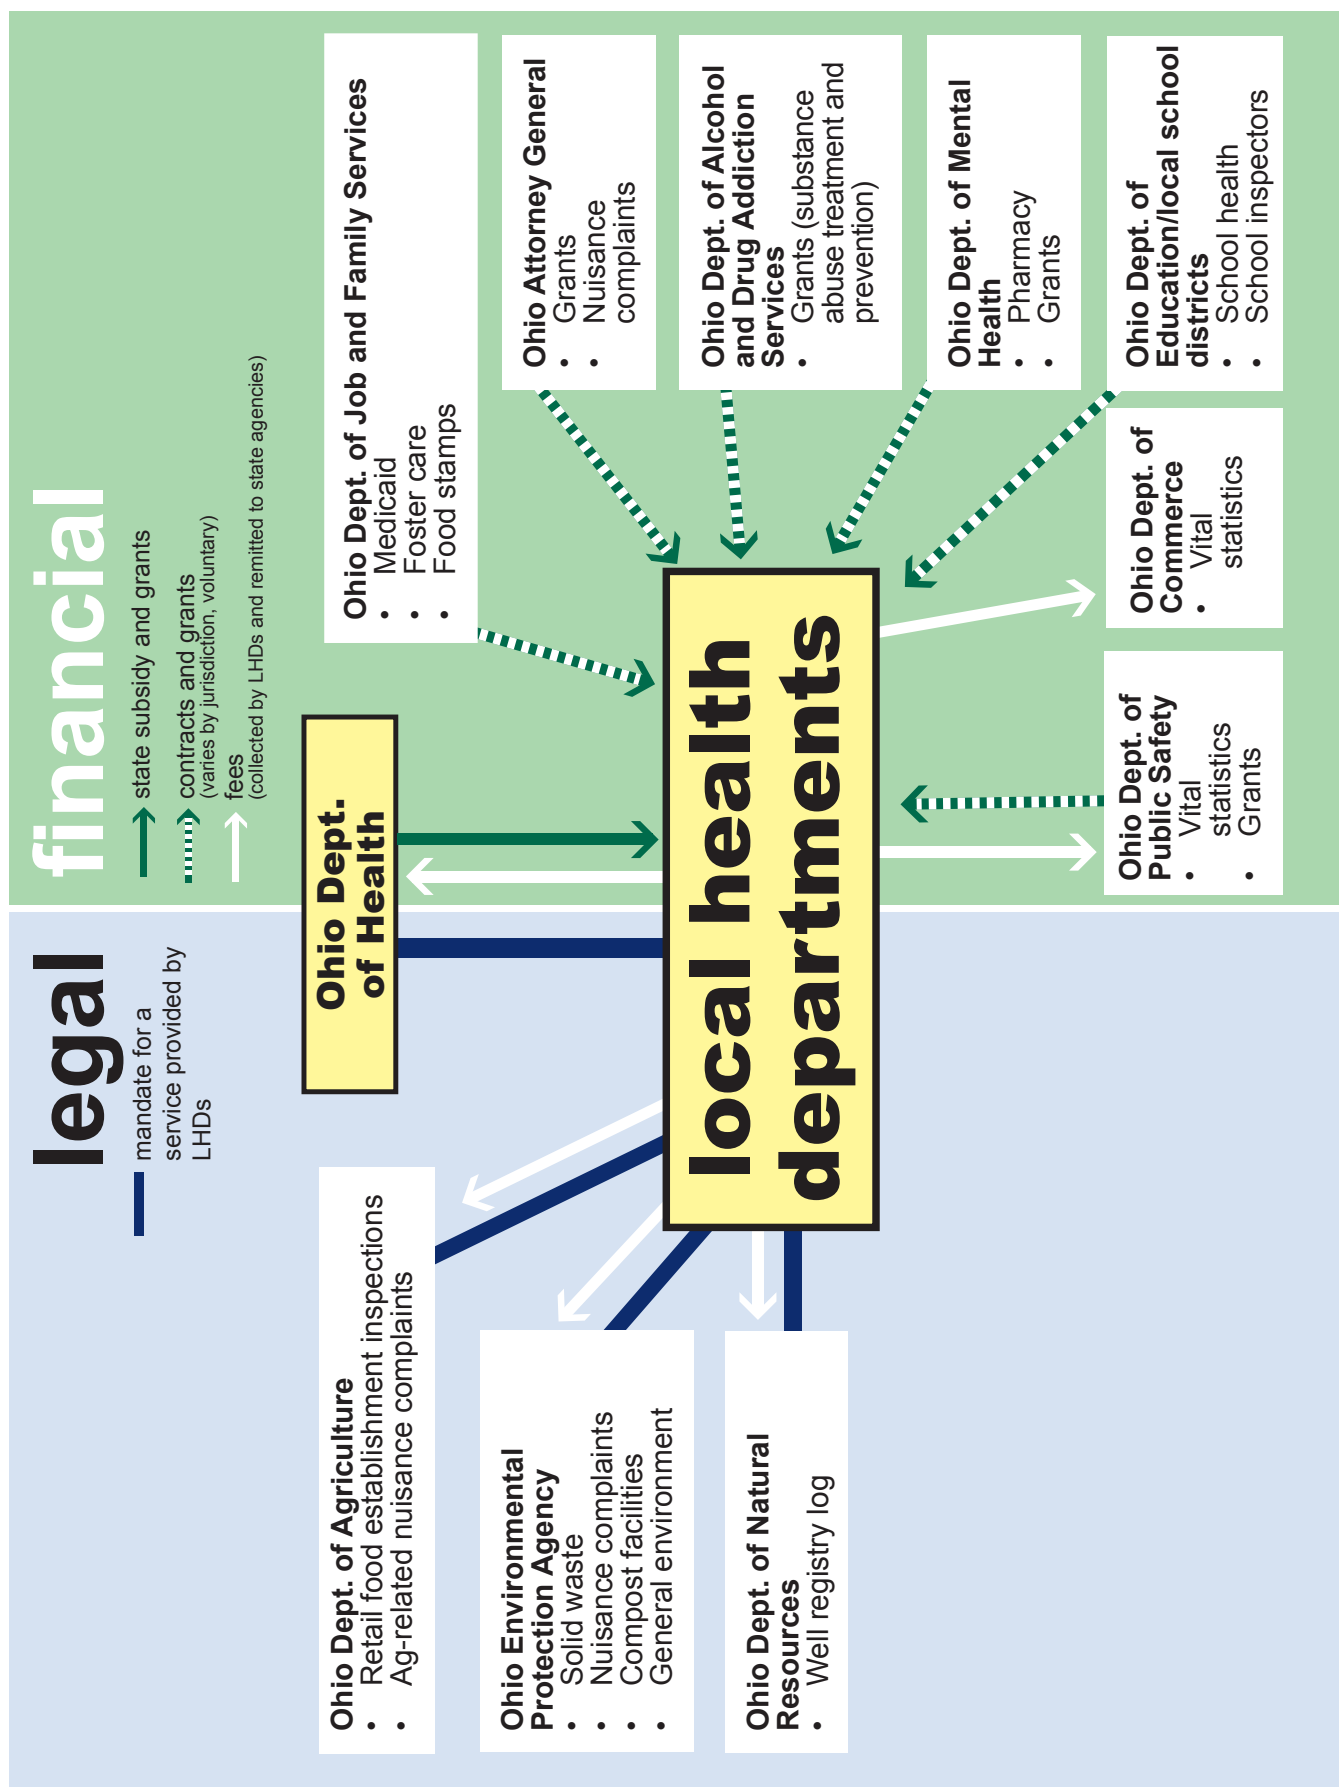 legal
mandate for a
service provided by
LHDs
financial
state subsidy and grants
contracts and grants
(varies by jurisdiction, voluntary)
fees
(collected by LHDs and remitted to state agencies)
Ohio Dept.
of Health
Ohio Dept. of Agriculture
• Retail food establishment inspections
• Ag-related nuisance complaints
Ohio Environmental
Protection Agency
• Solid waste
• Nuisance complaints
• Compost facilities
• General environment
Ohio Dept. of Natural
Resources
• Well registry log
local health
departments
Ohio Dept. of Job and Family Services
• Medicaid
• Foster care
• Food stamps
Ohio Attorney General
• Grants
• Nuisance
complaints
Ohio Dept. of Alcohol
and Drug Addiction
Services
• Grants (substance
abuse treatment and
prevention)
Ohio Dept. of Mental
Health
• Pharmacy
• Grants
Ohio Dept. of
Education/local school
districts
• School health
• School inspectors
Ohio Dept. of
Commerce
• Vital
statistics
Ohio Dept. of
Public Safety
• Vital
statistics
• Grants